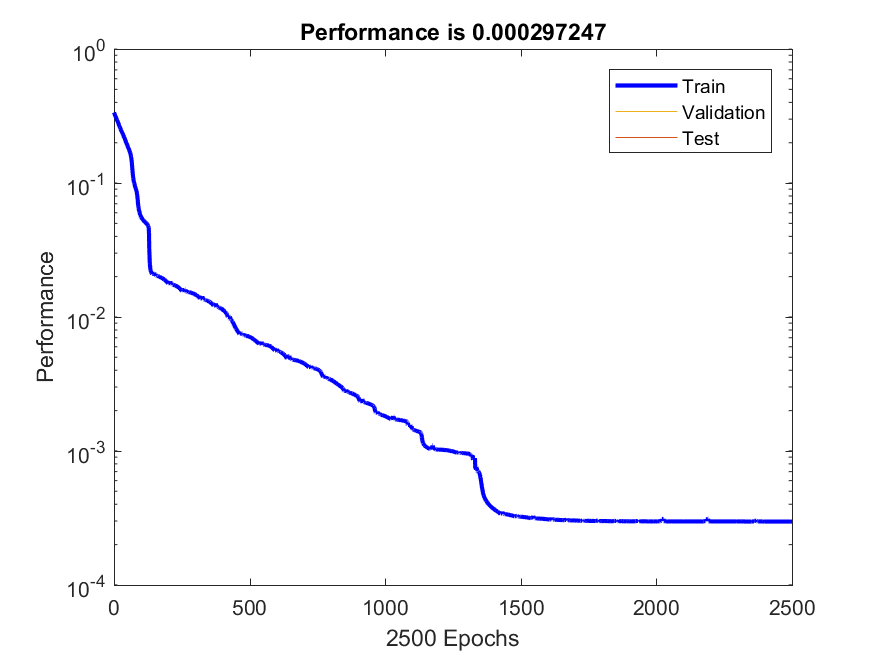 Performance is 0.000297247
10^0
10^-1
10^-2
10^-3
10^-4
Performance
Train
Validation
Test
0
500
1000
1500
2000
2500
2500 Epochs